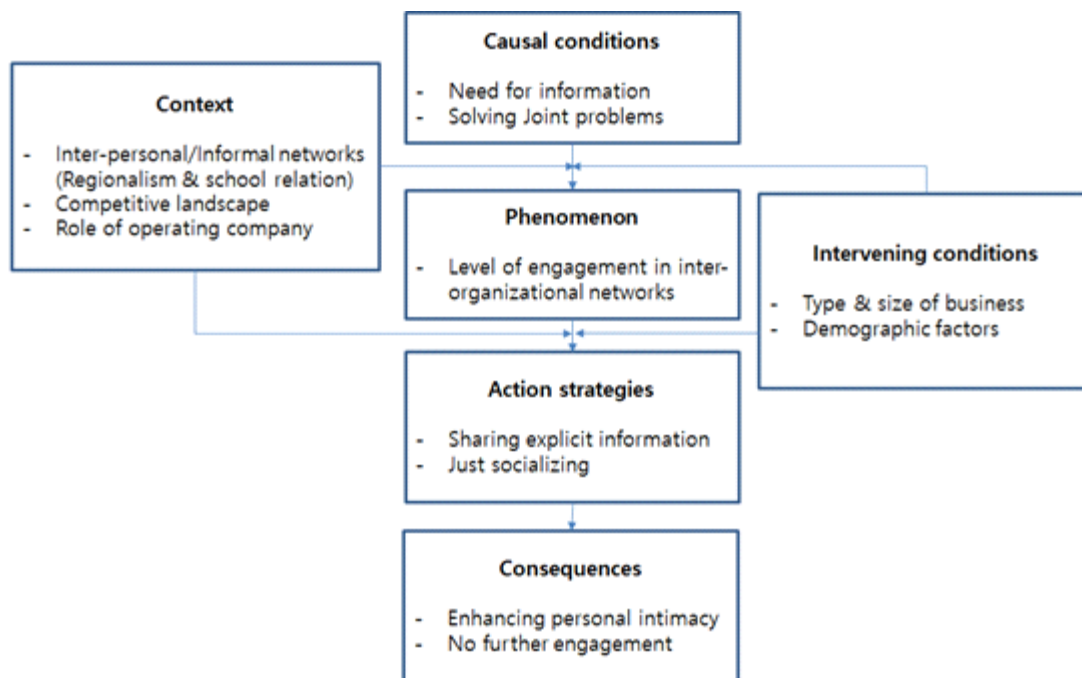 Causal conditions
- Need for information
- Solving Joint problems
Context
- Inter-personal/Informal networks
(Regionalism & school relation)
- Competitive landscape
- Role of operating company
Phenomenon
- Level of engagement in inter-
organizational networks
Intervening conditions
- Type & size of business
- Demographic factors
Action strategies
- Sharing explicit information
- Just socializing
Consequences
- Enhancing personal intimacy
- No further engagement